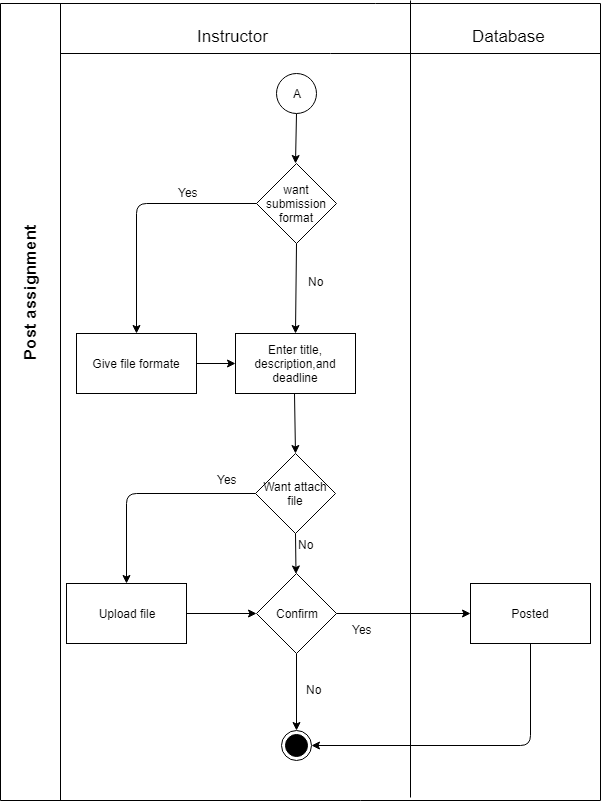 Instructor
Database
Post assignment
A
want
submission
format
Yes
No
Give file formate
Enter title,
description,and
deadline
Want attach
file
Yes
No
Upload file
Confirm
Yes
Posted
No